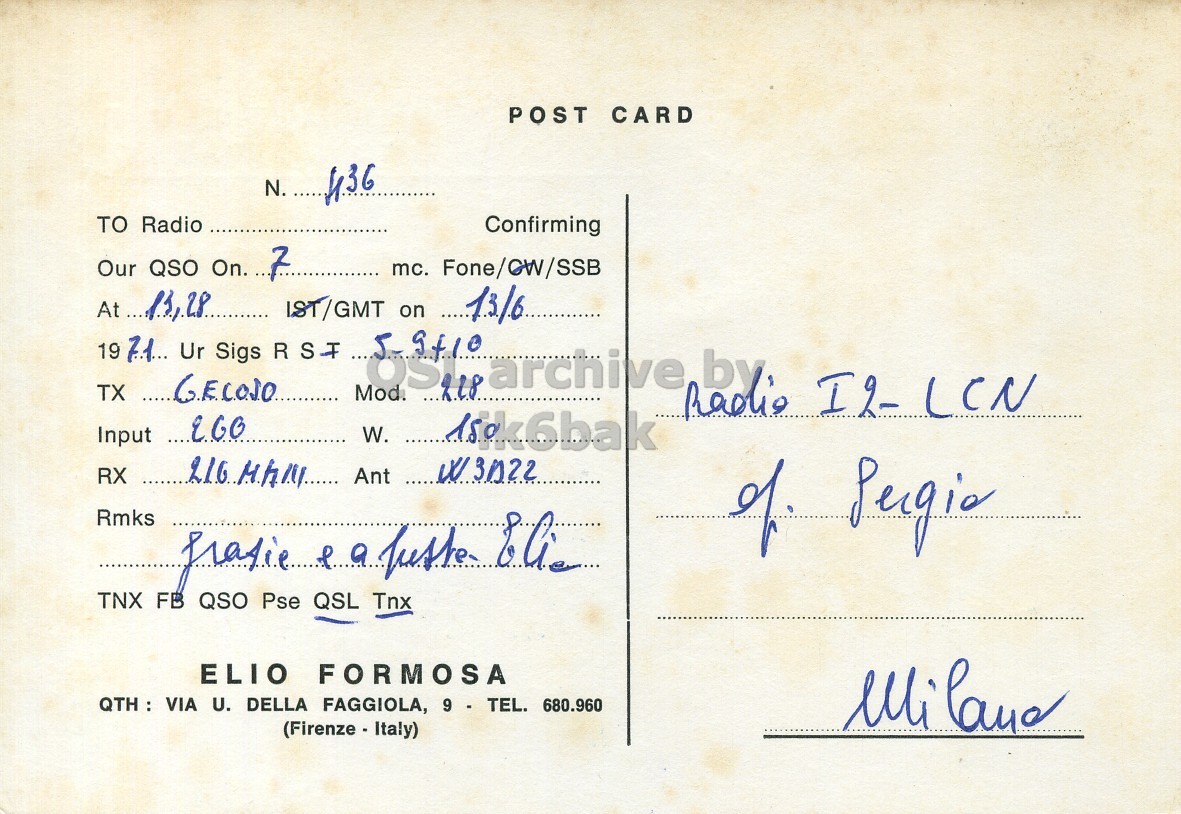 POST CARD
N. 436
TO Radio Confirming
Our QSO On. 7 mc. Fone/CW/SSB
At 13,28 IST/GMT on 13/6
1971 Ur Sigs R S T 5-9+10
TX GELOSO Mod. 228
Input 200 W. 150
RX 216 MKIII Ant W3DZZ
Rmks
grazie e a presto Elio
TNX FB QSO Pse QSL Tnx
ELIO FORMOSA
QTH : VIA U. DELLA FAGGIOLA, 9 - TEL. 680.960
(Firenze - Italy)
Radio I2-LCN
op. Sergio
Milano
QSL archive by
ik6bak